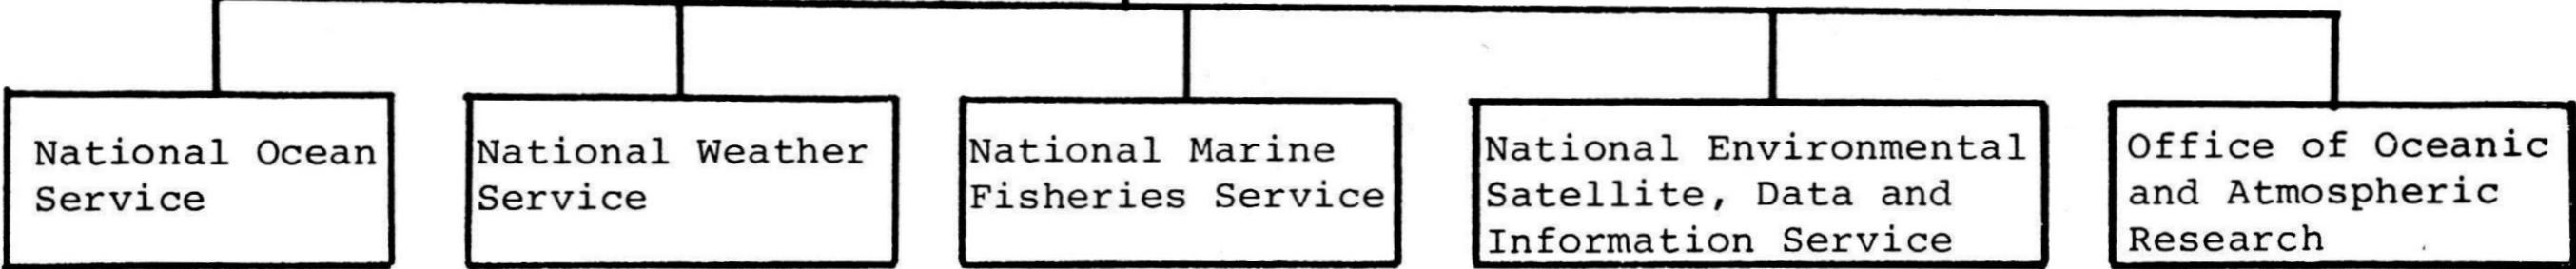 National Ocean
Service
National Weather
Service
National Marine
Fisheries Service
National Environmental
Satellite, Data and
Information Service
Office of Oceanic
and Atmospheric
Research